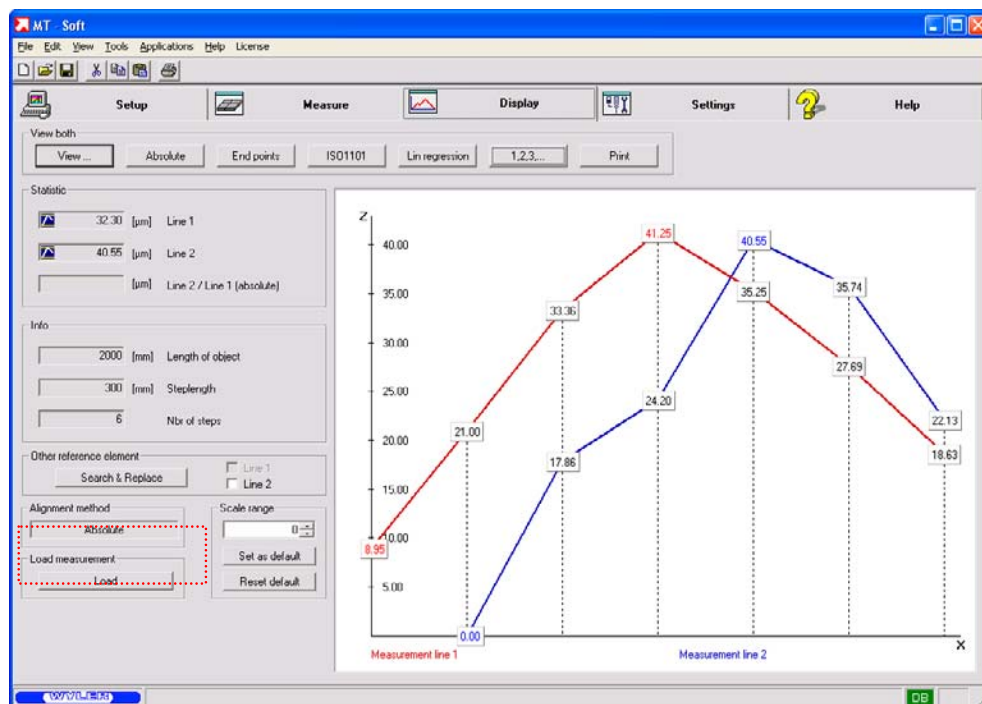 MT - Soft
File Edit View Tools Applications Help License
Setup Measure Display Settings Help
View both
View ... Absolute End points ISO1101 Lin regression 1,2,3,... Print
Statistic
32.30 [µm] Line 1
40.55 [µm] Line 2
[µm] Line 2 / Line 1 (absolute)
Info
2000 [mm] Length of object
300 [mm] Steplength
6 Nbr of steps
Other reference element
Search & Replace
Line 1
Line 2
Alignment method
Absolute
Load measurement
Load
Scale range
0
Set as default
Reset default
Z
40.00
35.00
30.00
25.00
20.00
15.00
10.00
5.00
8.95
21.00
33.36
41.25
35.25
27.69
18.63
0.00
17.86
24.20
40.55
35.74
22.13
X
Measurement line 1
Measurement line 2
WYLER
DB